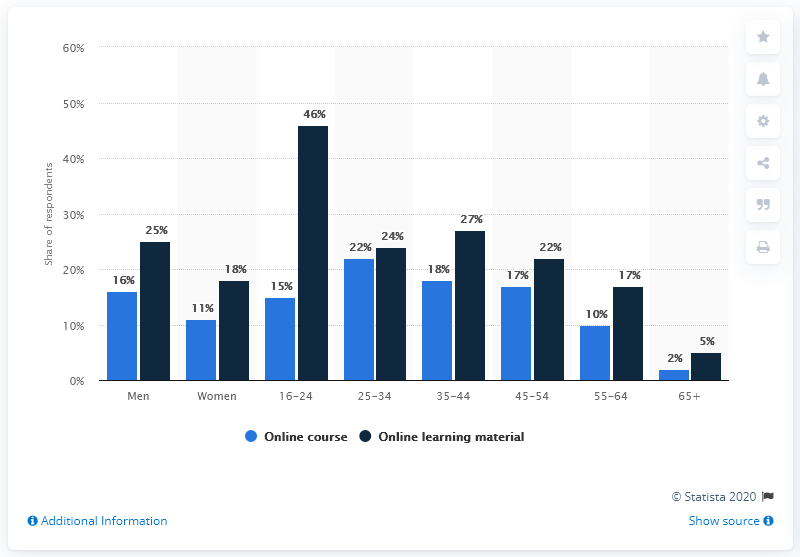 60%
50%
40%
30%
20%
10%
0%
Share of respondents
16% 25% 11% 18% 15% 46% 22% 24% 18% 27% 17% 22% 10% 17% 2% 5%
Men Women 16–24 25–34 35–44 45–54 55–64 65+
Online course Online learning material
© Statista 2020
Additional Information Show source